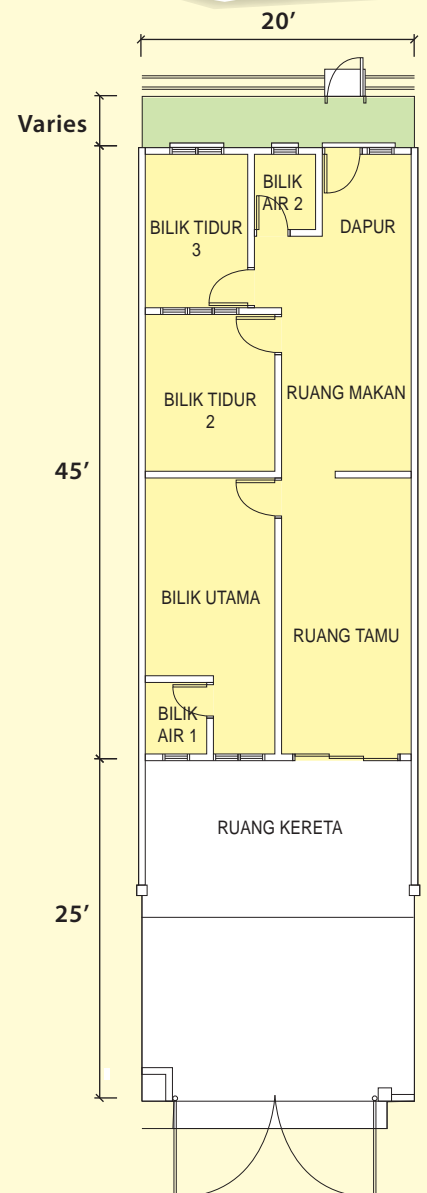 20’
Varies
BILIK
AIR 2
BILIK TIDUR
3
DAPUR
BILIK TIDUR
2
RUANG MAKAN
45’
BILIK UTAMA
RUANG TAMU
BILIK
AIR 1
RUANG KERETA
25’